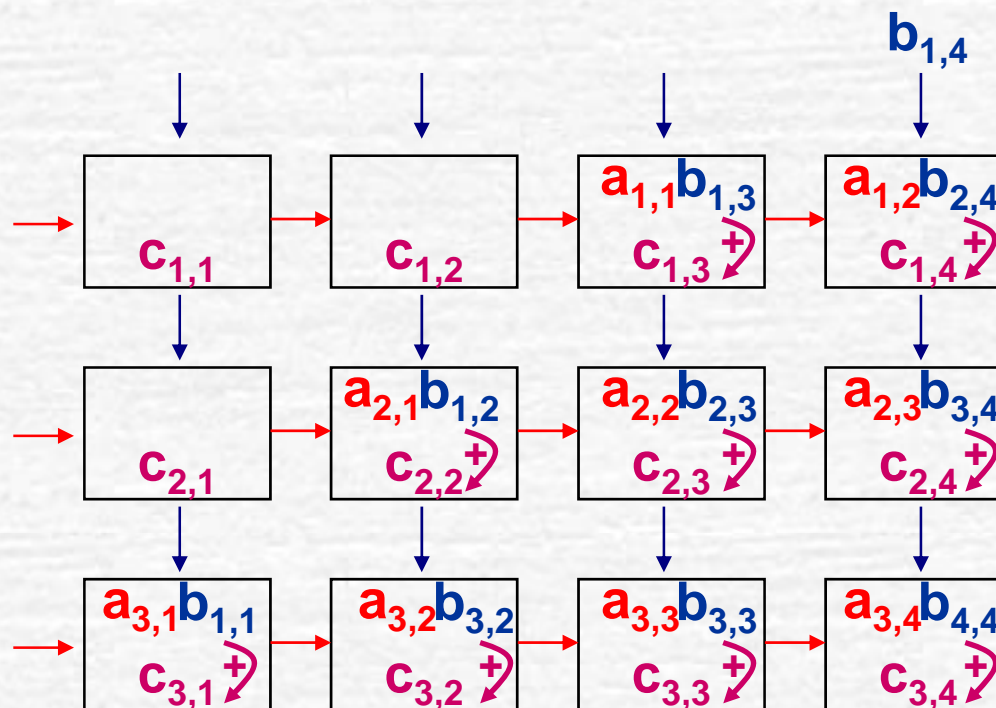 b1,4
a1,1b1,3 a1,2b2,4
c1,1 c1,2 c1,3 + c1,4 +
a2,1b1,2 a2,2b2,3 a2,3b3,4
c2,1 c2,2 + c2,3 + c2,4 +
a3,1b1,1 a3,2b3,2 a3,3b3,3 a3,4b4,4
c3,1 + c3,2 + c3,3 + c3,4 +